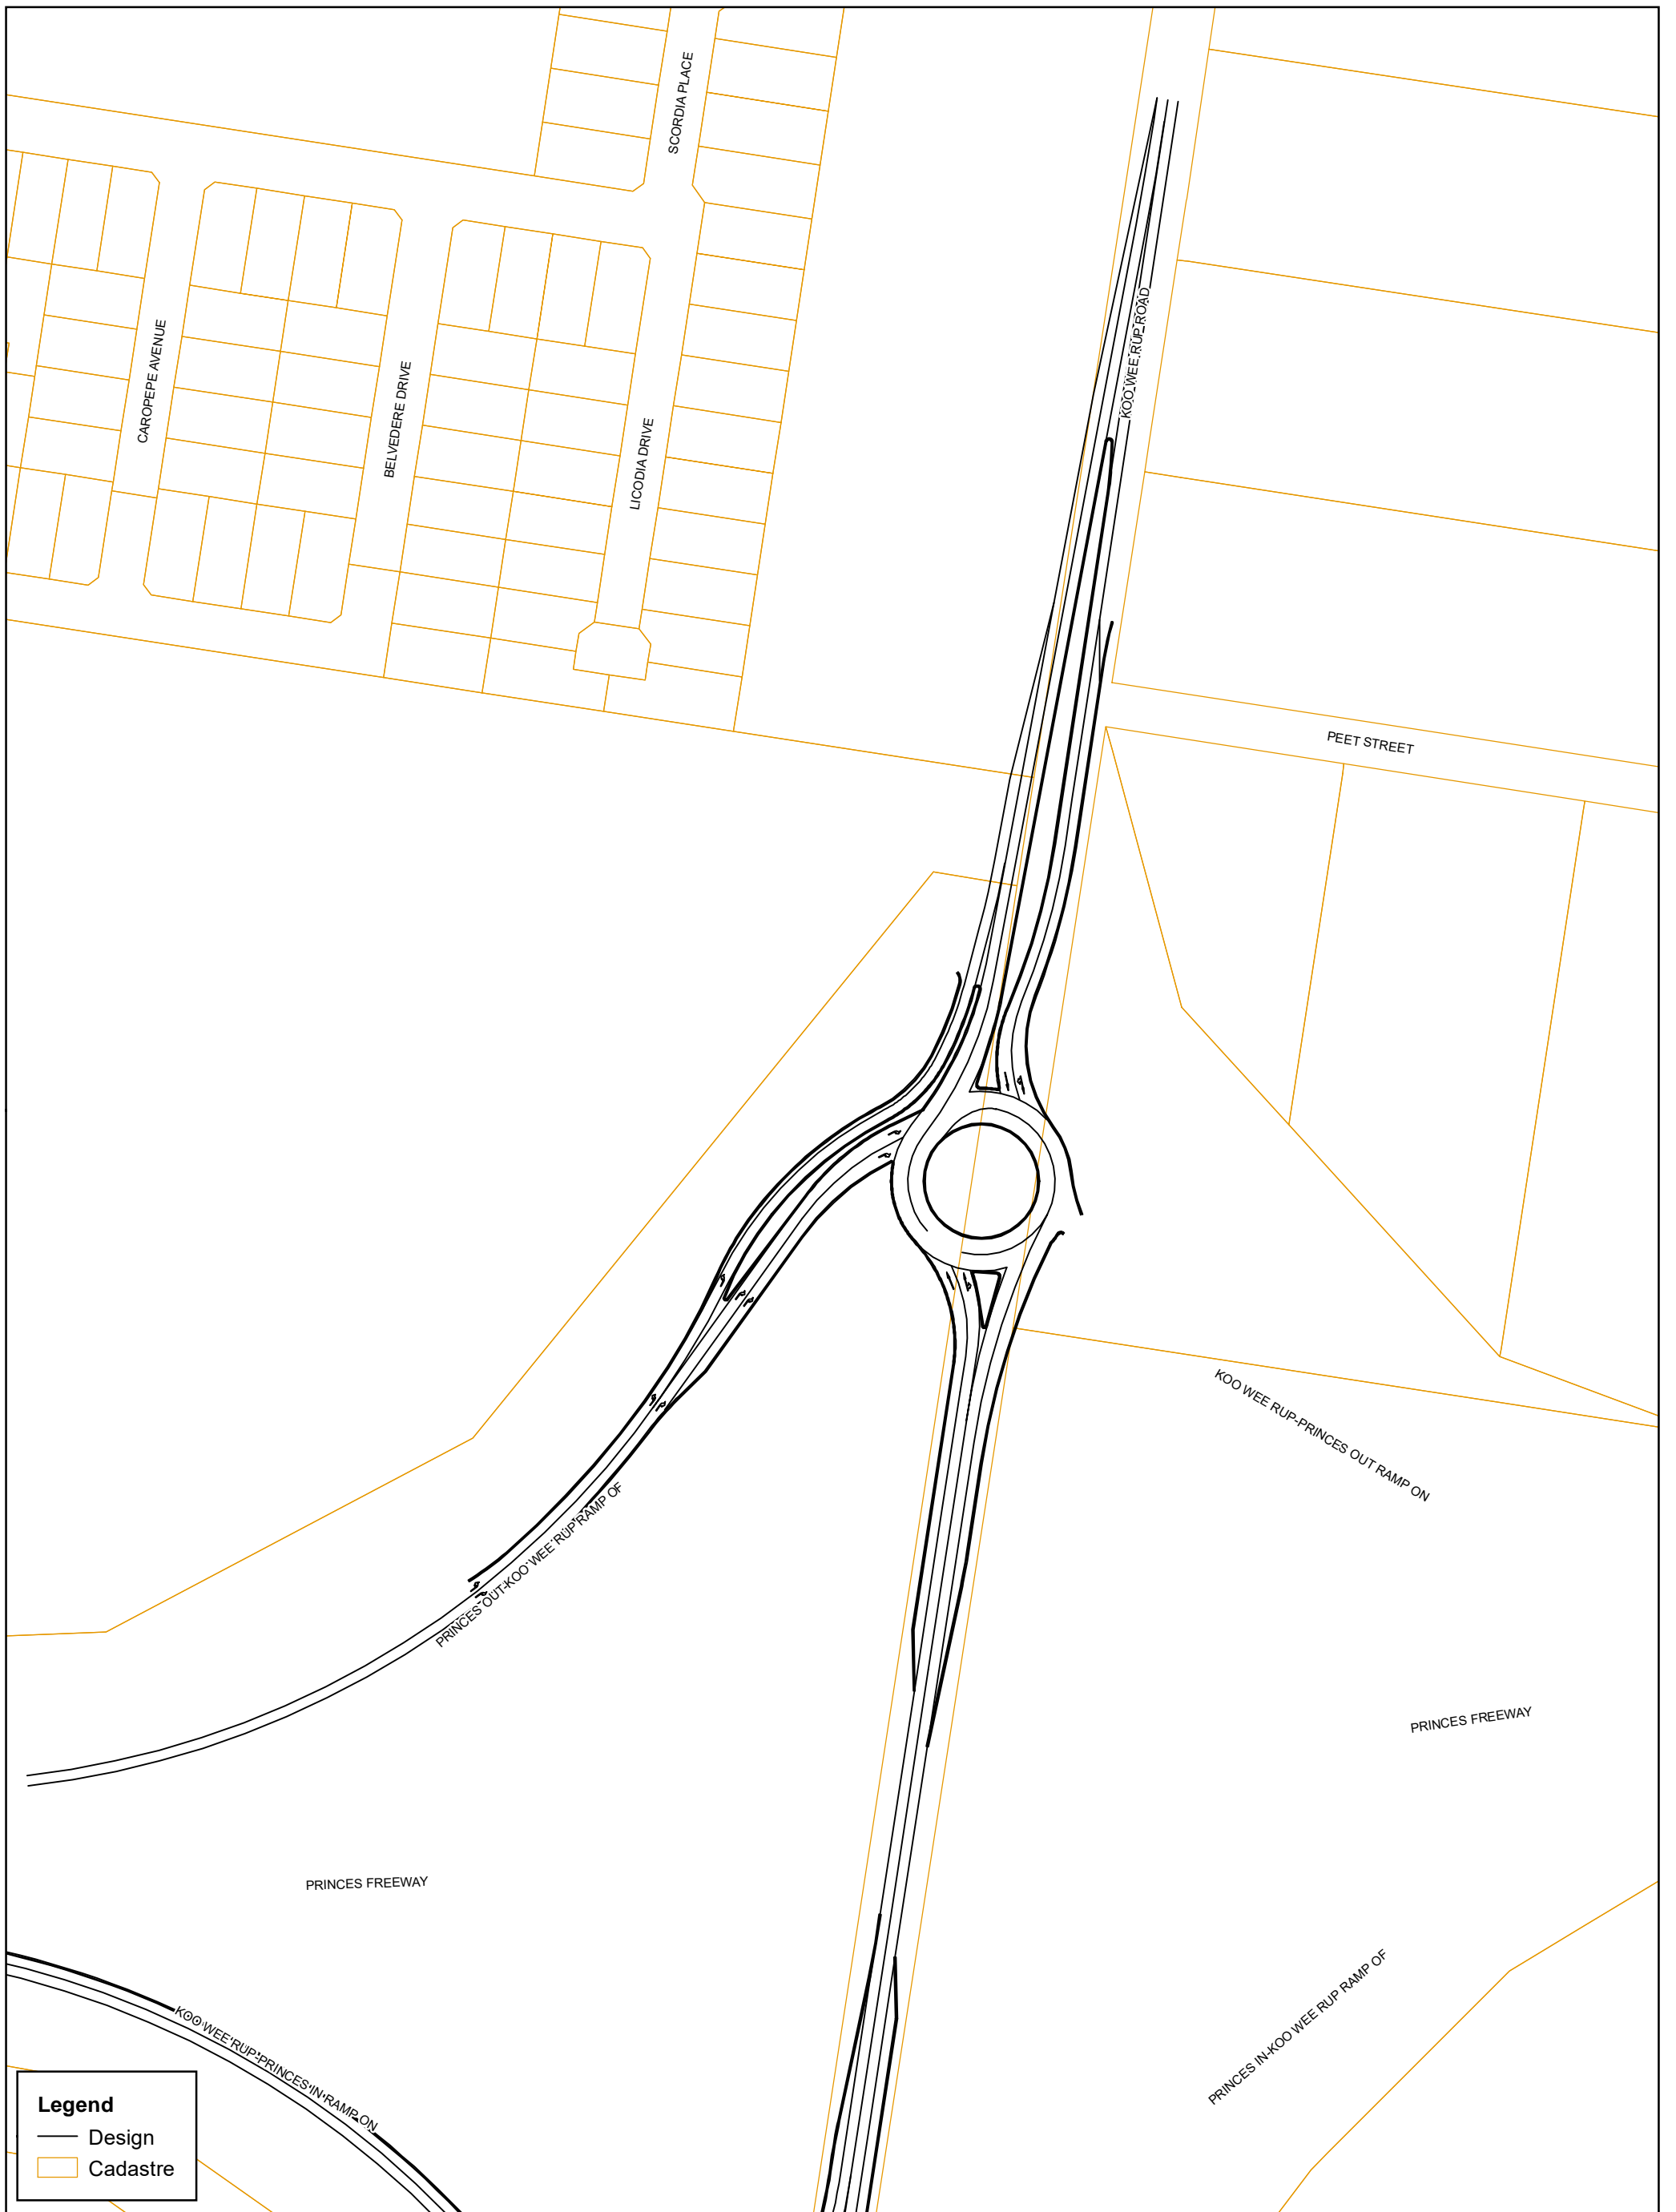 SCORDIA PLACE
CAROPEPE AVENUE
BELVEDERE DRIVE
LICODIA DRIVE
KOO WEE RUP ROAD
PEET STREET
KOO WEE RUP-PRINCES OUT RAMP ON
PRINCES OUT-KOO WEE RUP RAMP OF
PRINCES FREEWAY
PRINCES FREEWAY
KOO WEE RUP-PRINCES IN RAMP ON
PRINCES IN-KOO WEE RUP RAMP OF
Legend
Design
Cadastre